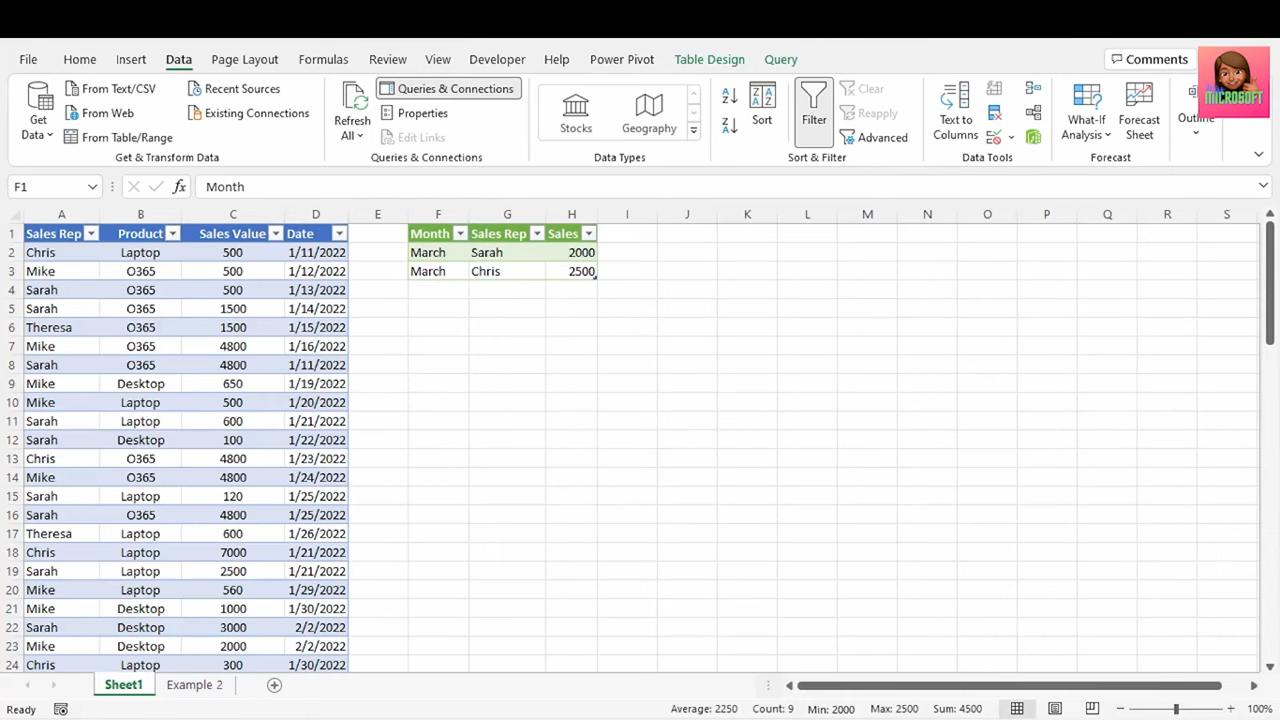 File Home Insert Data Page Layout Formulas Review View Developer Help Power Pivot Table Design Query Comments
MICROSOFT
Get Data
From Text/CSV
From Web
From Table/Range
Recent Sources
Existing Connections
Get & Transform Data
Refresh All
Queries & Connections
Properties
Edit Links
Queries & Connections
Stocks
Geography
Data Types
Sort
Filter
Clear
Reapply
Advanced
Sort & Filter
Text to Columns
Data Tools
What-If Analysis
Forecast Sheet
Forecast
Outline
F1 fx Month
A B C D E F G H I J K L M N O P Q R S
1 Sales Rep Product Sales Value Date Month Sales Rep Sales
2 Chris Laptop 500 1/11/2022 March Sarah 2000
3 Mike O365 500 1/12/2022 March Chris 2500
4 Sarah O365 500 1/13/2022
5 Sarah O365 1500 1/14/2022
6 Theresa O365 1500 1/15/2022
7 Mike O365 4800 1/16/2022
8 Sarah O365 4800 1/11/2022
9 Mike Desktop 650 1/19/2022
10 Mike Laptop 500 1/20/2022
11 Sarah Laptop 600 1/21/2022
12 Sarah Desktop 100 1/22/2022
13 Chris O365 4800 1/23/2022
14 Mike O365 4800 1/24/2022
15 Sarah Laptop 120 1/25/2022
16 Sarah O365 4800 1/25/2022
17 Theresa Laptop 600 1/26/2022
18 Chris Laptop 7000 1/21/2022
19 Sarah Laptop 2500 1/21/2022
20 Mike Laptop 560 1/29/2022
21 Mike Desktop 1000 1/30/2022
22 Sarah Desktop 3000 2/2/2022
23 Mike Desktop 2000 2/2/2022
24 Chris Laptop 300 1/30/2022
Sheet1 Example 2
Ready Average: 2250 Count: 9 Min: 2000 Max: 2500 Sum: 4500 100%